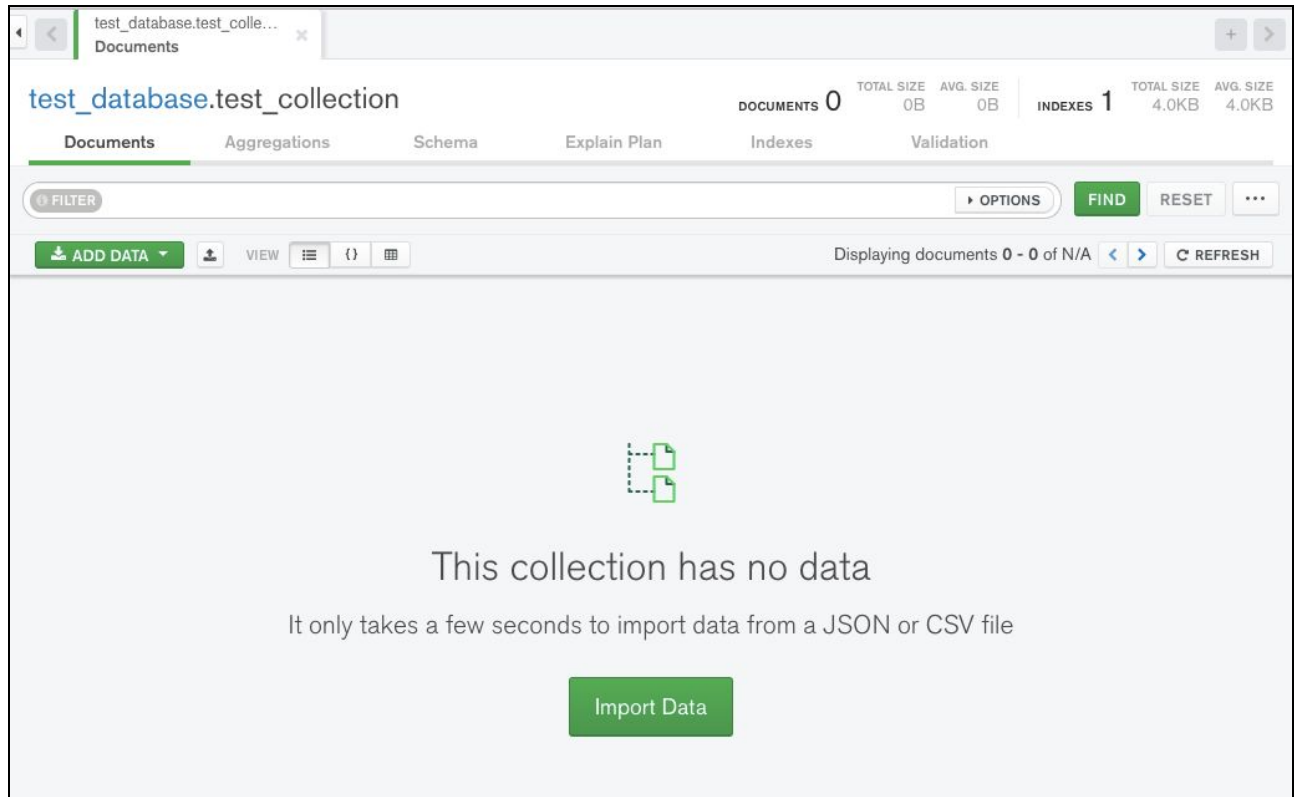 test_database.test_colle...
Documents
test_database.test_collection
DOCUMENTS 0 TOTAL SIZE 0B AVG. SIZE 0B INDEXES 1 TOTAL SIZE 4.0KB AVG. SIZE 4.0KB
Documents Aggregations Schema Explain Plan Indexes Validation
FILTER OPTIONS FIND RESET ...
ADD DATA VIEW {} Displaying documents 0 - 0 of N/A < > REFRESH
This collection has no data
It only takes a few seconds to import data from a JSON or CSV file
Import Data